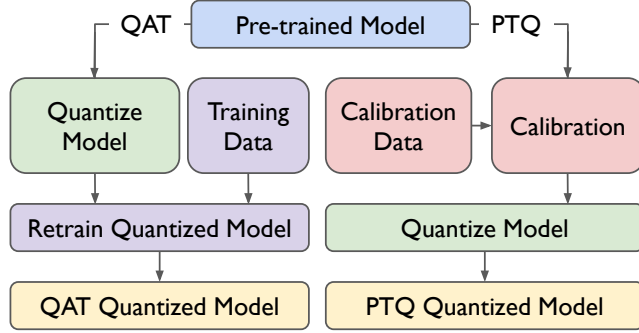 QAT
Pre-trained Model
PTQ
Quantize
Model
Training
Data
Calibration
Data
Calibration
Retrain Quantized Model
Quantize Model
QAT Quantized Model
PTQ Quantized Model